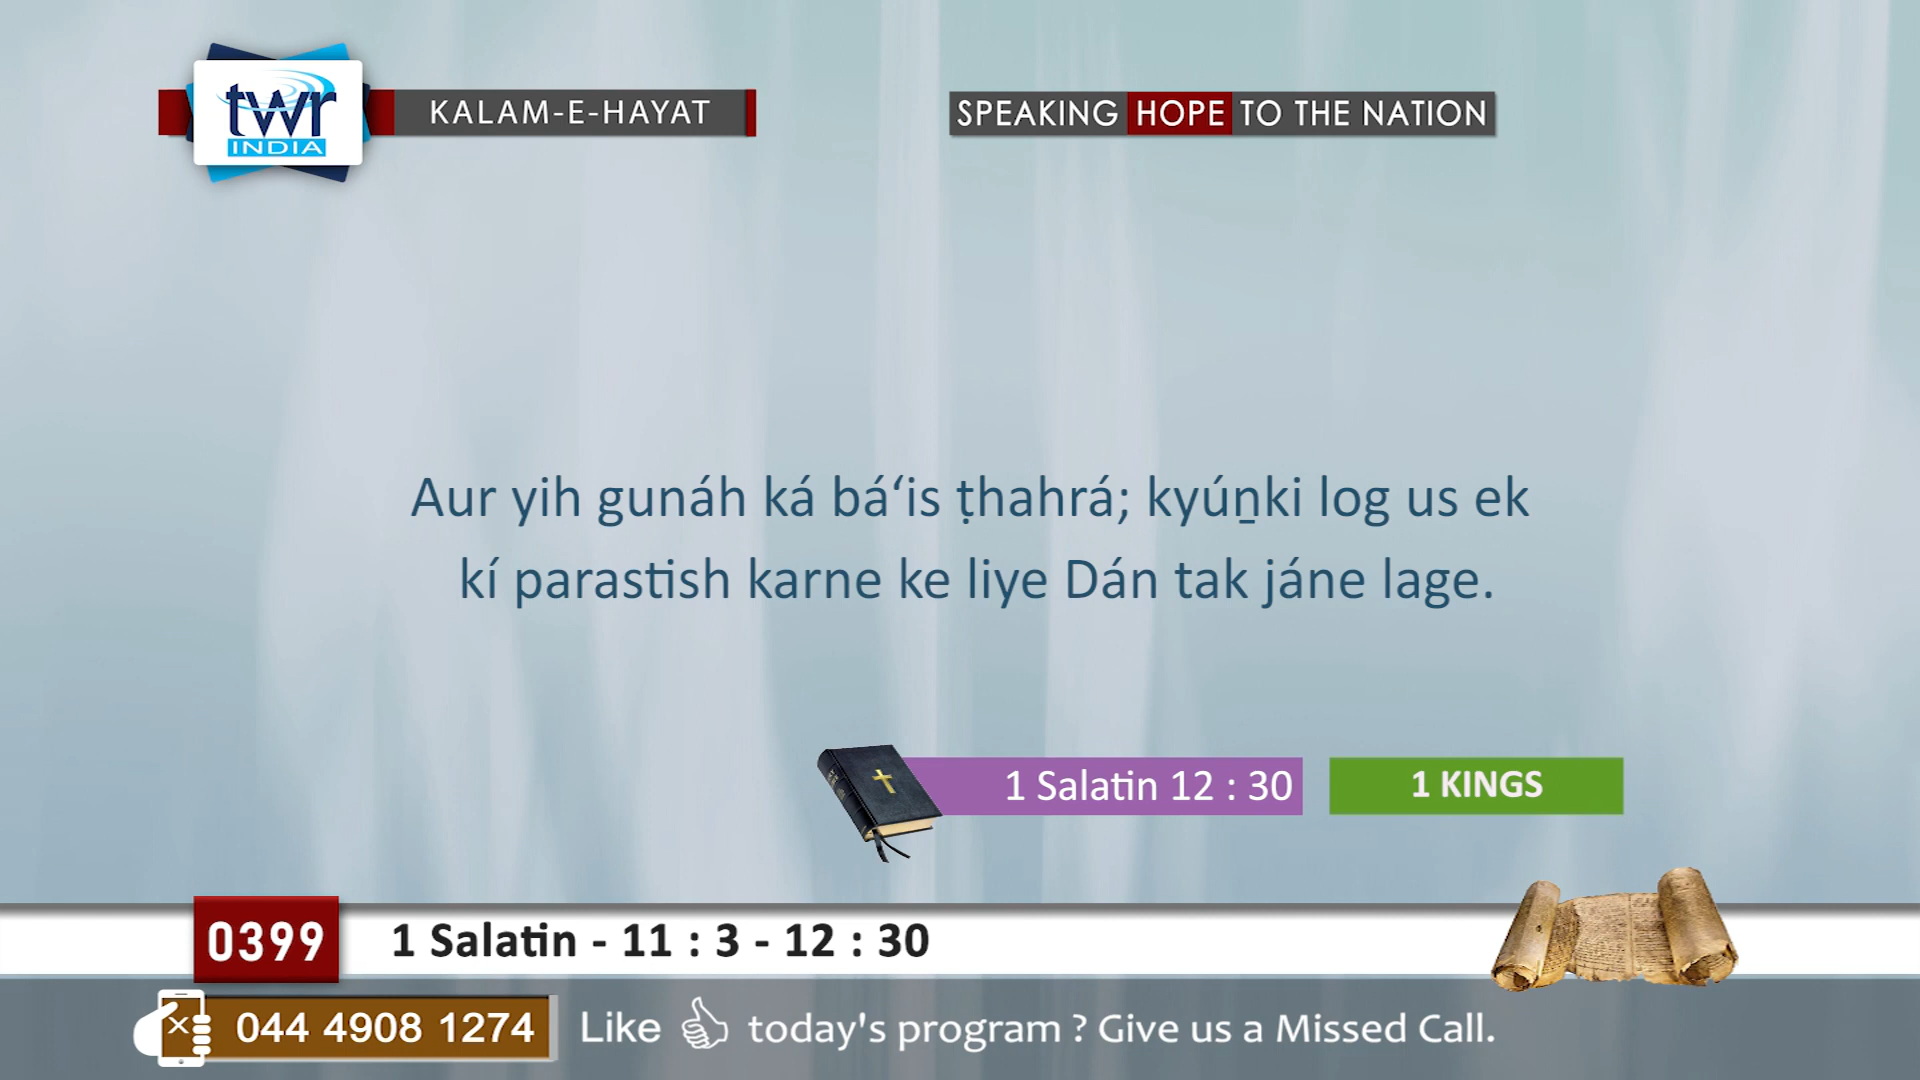 twr
INDIA
KALAM-E-HAYAT
SPEAKING HOPE TO THE NATION
Aur yih gunáh ká bá‘is ṭhahrá; kyúṉki log us ek
kí parastish karne ke liye Dán tak jáne lage.
1 Salatin 12 : 30
1 KINGS
0399
1 Salatin - 11 : 3 - 12 : 30
044 4908 1274
Like today's program ? Give us a Missed Call.